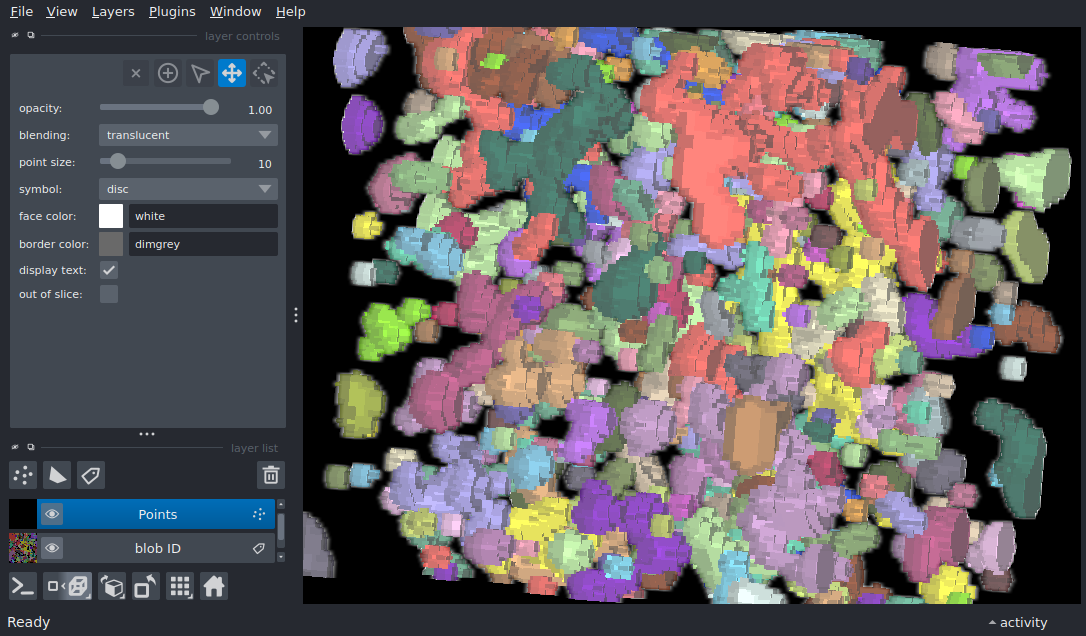 File View Layers Plugins Window Help
layer controls
opacity: 1.00
blending: translucent
point size: 10
symbol: disc
face color: white
border color: dimgrey
display text:
out of slice:
layer list
Points
blob ID
Ready activity